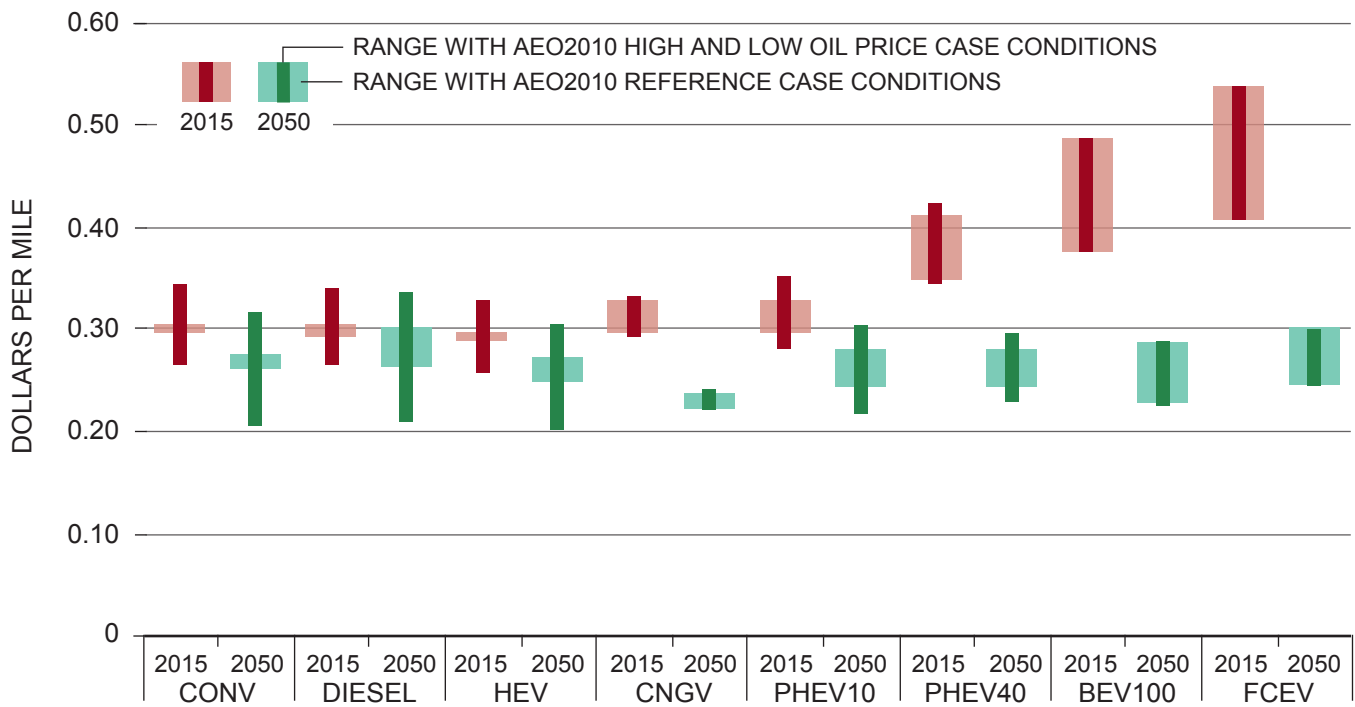 0.60
RANGE WITH AEO2010 HIGH AND LOW OIL PRICE CASE CONDITIONS
RANGE WITH AEO2010 REFERENCE CASE CONDITIONS
2015 2050
0.50
0.40
0.30
0.20
0.10
0
DOLLARS PER MILE
2015 2050 2015 2050 2015 2050 2015 2050 2015 2050 2015 2050 2015 2050 2015 2050
CONV DIESEL HEV CNGV PHEV10 PHEV40 BEV100 FCEV